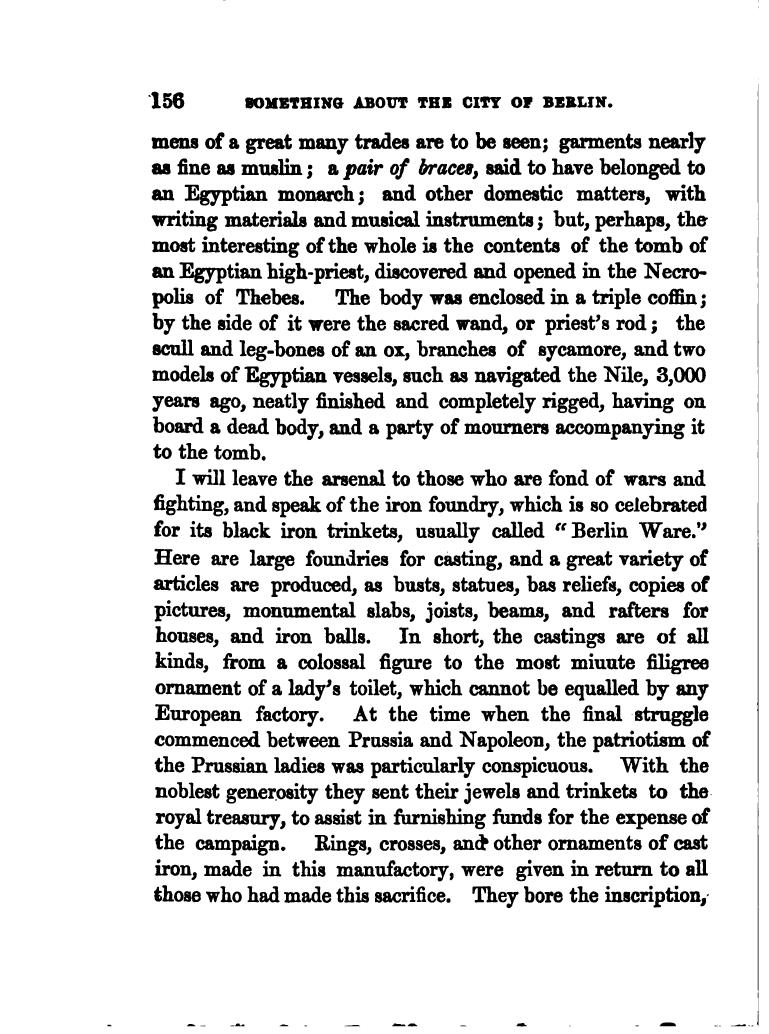 156 SOMETHING ABOUT THE CITY OF BERLIN.
mens of a great many trades are to be seen; garments nearly
as fine as muslin; a pair of braces, said to have belonged to
an Egyptian monarch; and other domestic matters, with
writing materials and musical instruments; but, perhaps, the
most interesting of the whole is the contents of the tomb of
an Egyptian high-priest, discovered and opened in the Necro-
polis of Thebes. The body was enclosed in a triple coffin;
by the side of it were the sacred wand, or priest's rod; the
scull and leg-bones of an ox, branches of sycamore, and two
models of Egyptian vessels, such as navigated the Nile, 3,000
years ago, neatly finished and completely rigged, having on
board a dead body, and a party of mourners accompanying it
to the tomb.
I will leave the arsenal to those who are fond of wars and
fighting, and speak of the iron foundry, which is so celebrated
for its black iron trinkets, usually called "Berlin Ware."
Here are large foundries for casting, and a great variety of
articles are produced, as busts, statues, bas reliefs, copies of
pictures, monumental slabs, joists, beams, and rafters for
houses, and iron balls. In short, the castings are of all
kinds, from a colossal figure to the most minute filigree
ornament of a lady's toilet, which cannot be equalled by any
European factory. At the time when the final struggle
commenced between Prussia and Napoleon, the patriotism of
the Prussian ladies was particularly conspicuous. With the
noblest generosity they sent their jewels and trinkets to the
royal treasury, to assist in furnishing funds for the expense of
the campaign. Rings, crosses, and other ornaments of cast
iron, made in this manufactory, were given in return to all
those who had made this sacrifice. They bore the inscription,